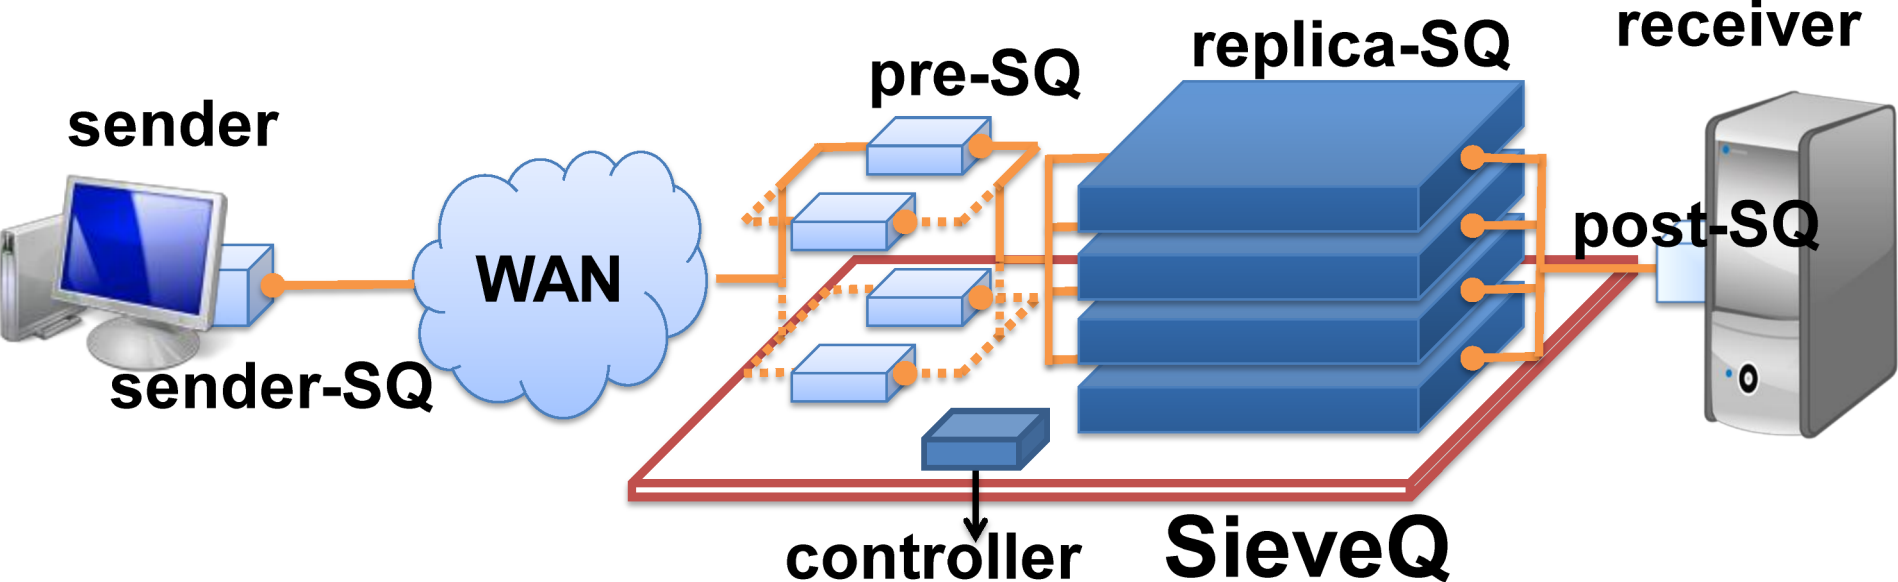 sender
sender-SQ
WAN
pre-SQ
replica-SQ
receiver
post-SQ
controller
SieveQ